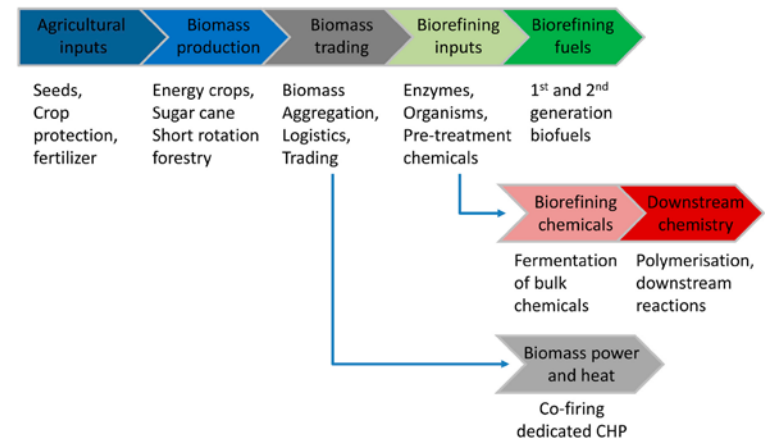 Agricultural
inputs
Biomass
production
Biomass
trading
Biorefining
inputs
Biorefining
fuels
Seeds,
Crop
protection,
fertilizer
Energy crops,
Sugar cane
Short rotation
forestry
Biomass
Aggregation,
Logistics,
Trading
Enzymes,
Organisms,
Pre-treatment
chemicals
1st and 2nd
generation
biofuels
Biorefining
chemicals
Downstream
chemistry
Fermentation
of bulk
chemicals
Polymerisation,
downstream
reactions
Biomass power
and heat
Co-firing
dedicated CHP